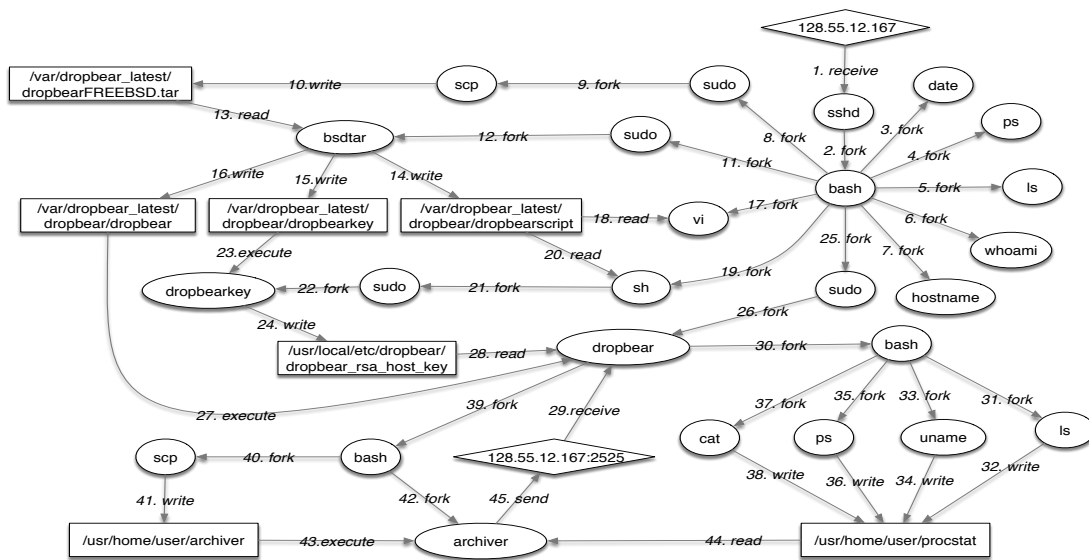 128.55.12.167
1. receive
/var/dropbear_latest/
dropbearFREEBSD.tar
10.write
scp
9. fork
sudo
sshd
date
3. fork
ps
13. read
bsdtar
12. fork
sudo
8. fork
2. fork
4. fork
11. fork
bash
5. fork
ls
16.write
15.write
14.write
/var/dropbear_latest/
dropbear/dropbear
/var/dropbear_latest/
dropbear/dropbearkey
/var/dropbear_latest/
dropbear/dropbearscript
18. read
vi
17. fork
6. fork
whoami
25. fork
7. fork
23.execute
20. read
19. fork
dropbearkey
22. fork
sudo
21. fork
sh
sudo
hostname
24. write
26. fork
/usr/local/etc/dropbear/
dropbear_rsa_host_key
28. read
dropbear
30. fork
bash
27. execute
39. fork
29.receive
37. fork
35. fork
33. fork
31. fork
scp
40. fork
bash
128.55.12.167:2525
cat
ps
uname
ls
41. write
42. fork
45. send
38. write
36. write
34. write
32. write
/usr/home/user/archiver
43.execute
archiver
44. read
/usr/home/user/procstat